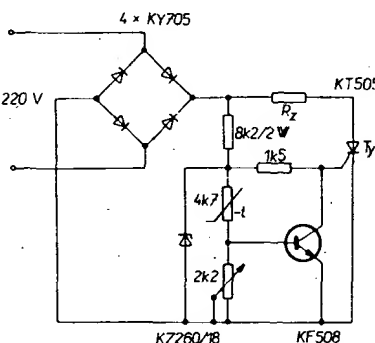 4 × KY705
KT505
220 V
Rz
8k2/2 W
Ty
1k5
4k7
-t
2k2
KZ260/18
KF508